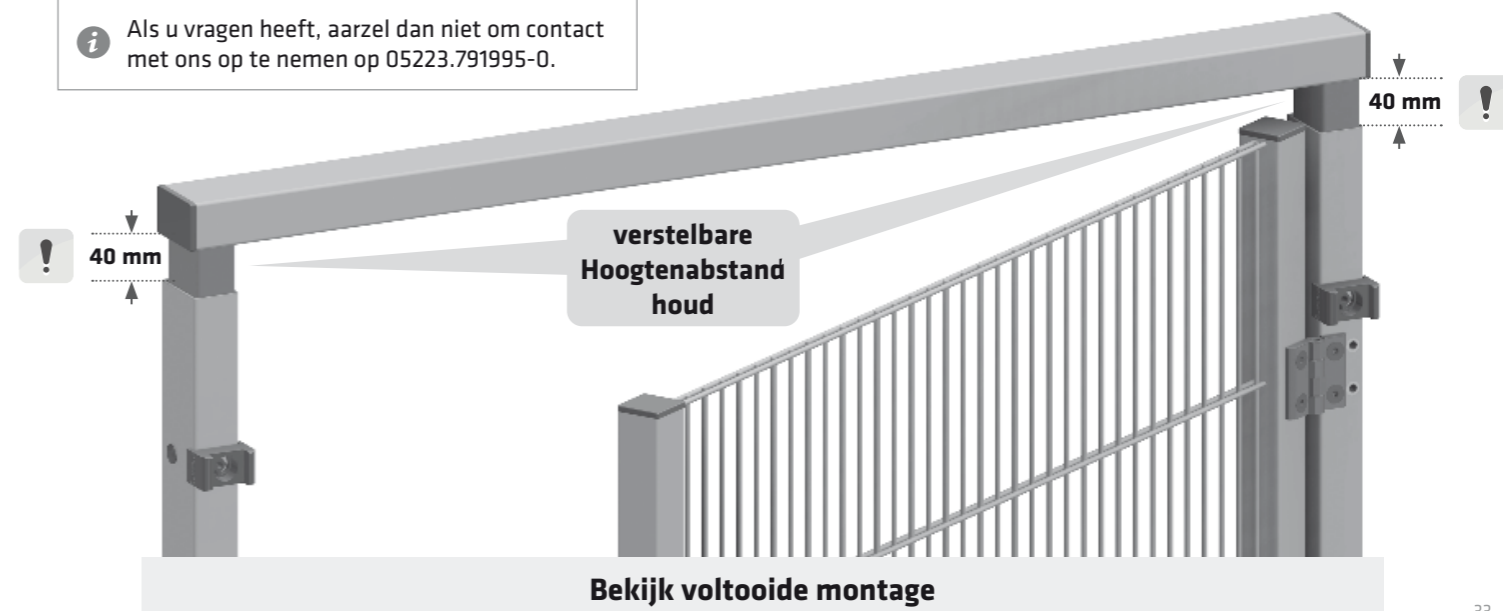 Als u vragen heeft, aarzel dan niet om contact
met ons op te nemen op 05223.791995-0.
40 mm
!
!
40 mm
verstelbare
Hoogtenabstand
houd
Bekijk voltooide montage